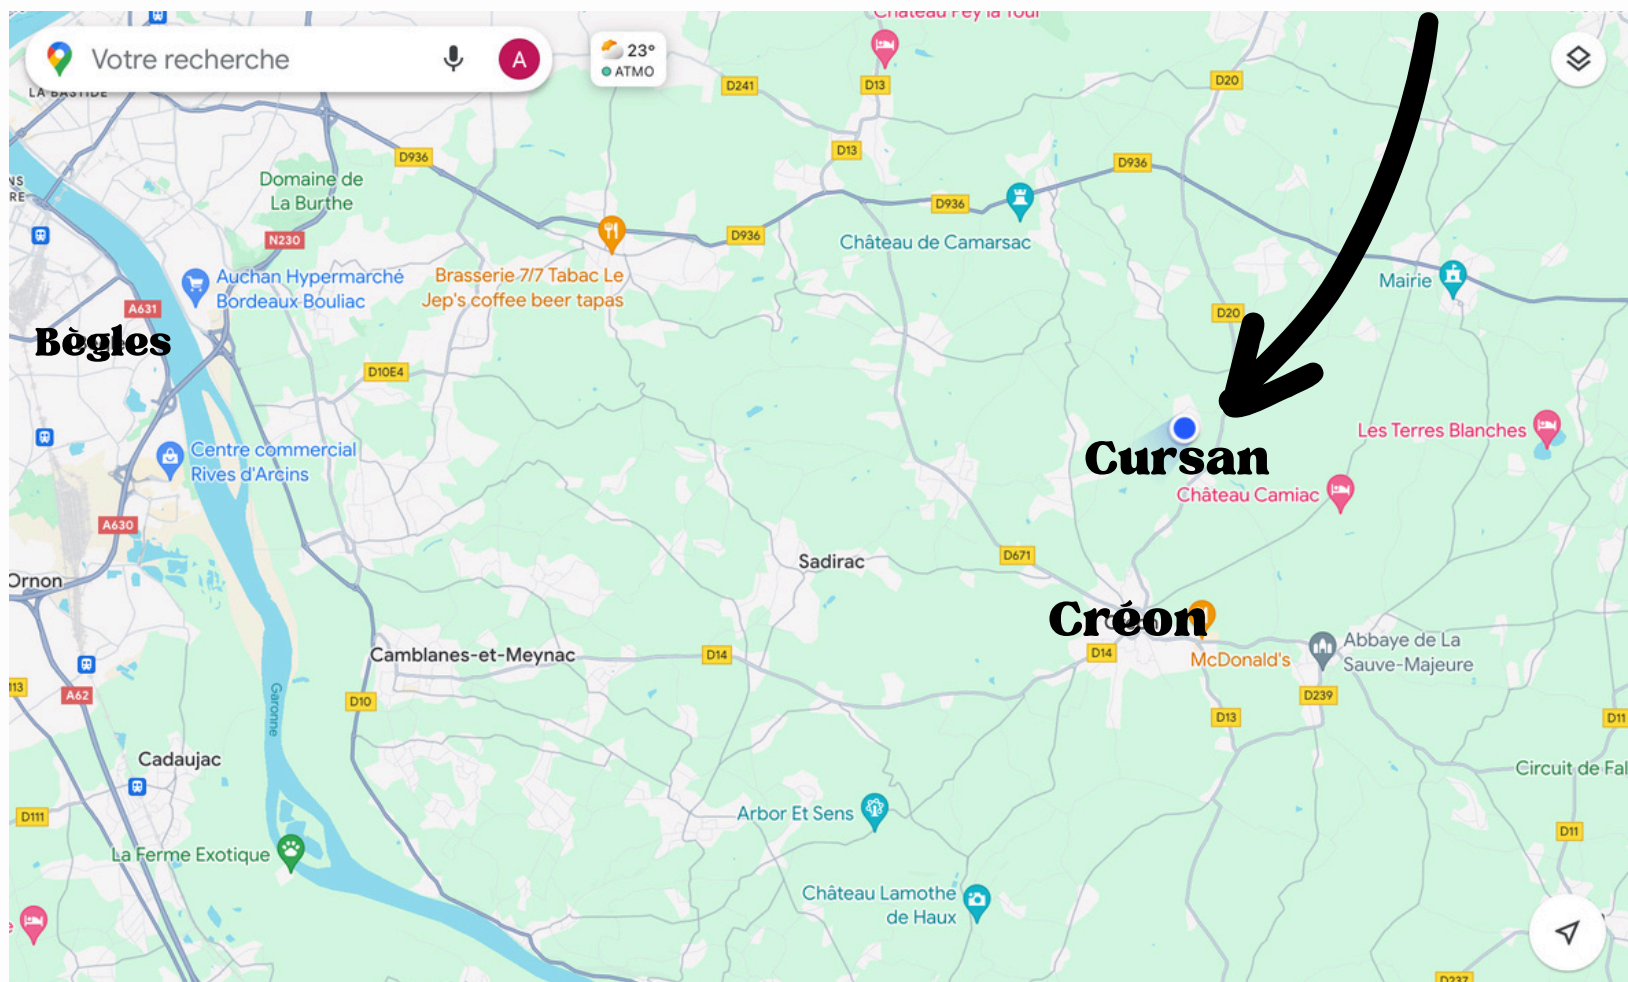 Château Pey la Tour
Votre recherche
A
23°
ATMO
LA BASTIDE
D241
D13
D20
D936
D13
D936
Domaine de
La Burthe
D936
N230
D936
Château de Camarsac
Auchan Hypermarché
Bordeaux Bouliac
Brasserie 7/7 Tabac Le
Jep's coffee beer tapas
Mairie
A631
D20
Bègles
D10E4
Les Terres Blanches
Centre commercial
Rives d'Arcins
Cursan
Château Camiac
A630
Sadirac
D671
Ornon
Créon
Camblanes-et-Meynac
D14
D14
McDonald's
Abbaye de La
Sauve-Majeure
113
A62
D10
Garonne
D239
D13
D11
Cadaujac
Circuit de Fal
D111
Arbor Et Sens
D11
La Ferme Exotique
Château Lamothe
de Haux
D237